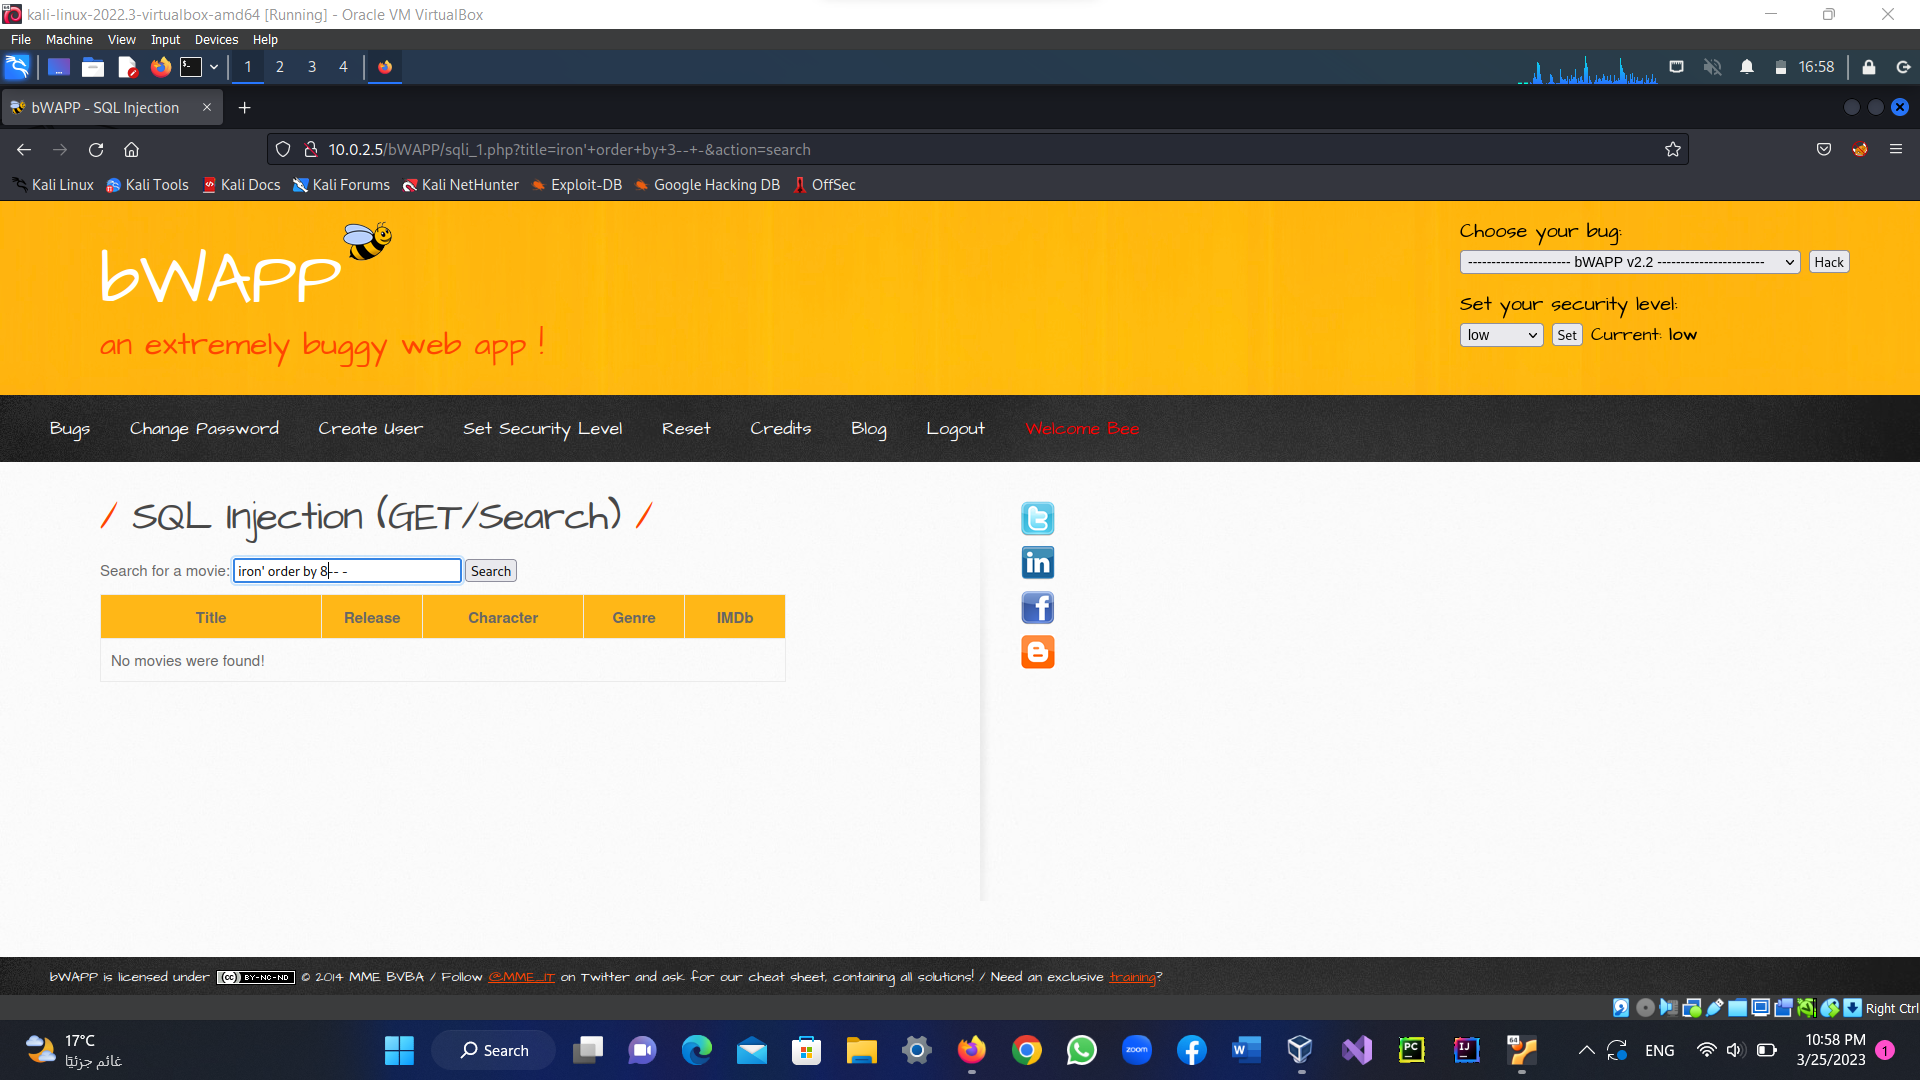 kali-linux-2022.3-virtualbox-amd64 [Running] - Oracle VM VirtualBox
File Machine View Input Devices Help
1 2 3 4 16:58
bWAPP - SQL Injection
10.0.2.5/bWAPP/sqli_1.php?title=iron'+order+by+3--+-&action=search
Kali Linux Kali Tools Kali Docs Kali Forums Kali NetHunter Exploit-DB Google Hacking DB OffSec
bWAPP
an extremely buggy web app !
Choose your bug:
---------------------- bWAPP v2.2 ----------------------- Hack
Set your security level:
low Set Current: low
Bugs Change Password Create User Set Security Level Reset Credits Blog Logout Welcome Bee
/ SQL Injection (GET/Search) /
Search for a movie: iron' order by 8-- - Search
Title Release Character Genre IMDb
No movies were found!
bWAPP is licensed under (cc) BY-NC-ND © 2014 MME BVBA / Follow @MME_IT on Twitter and ask for our cheat sheet, containing all solutions! / Need an exclusive training?
Right Ctrl
17°C
غائم جزئيًا
Search
zoom
PC
IJ
64
ENG
10:58 PM
3/25/2023
1